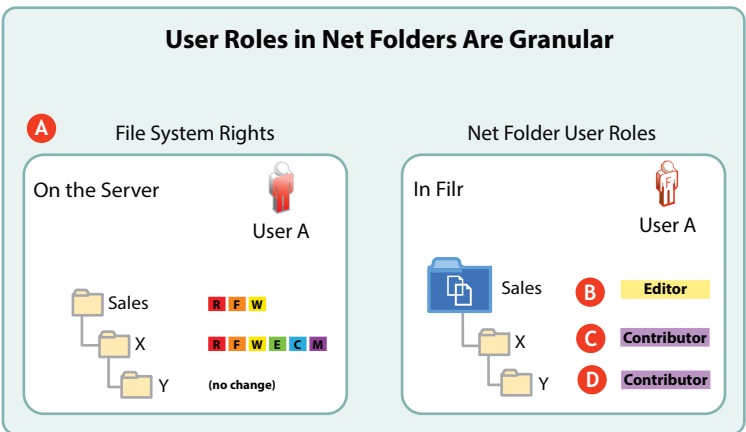 User Roles in Net Folders Are Granular
A
File System Rights
Net Folder User Roles
On the Server
User A
Sales
R F W
X
R F W E C M
Y
(no change)
In Filr
F
User A
Sales
B
Editor
X
C
Contributor
Y
D
Contributor